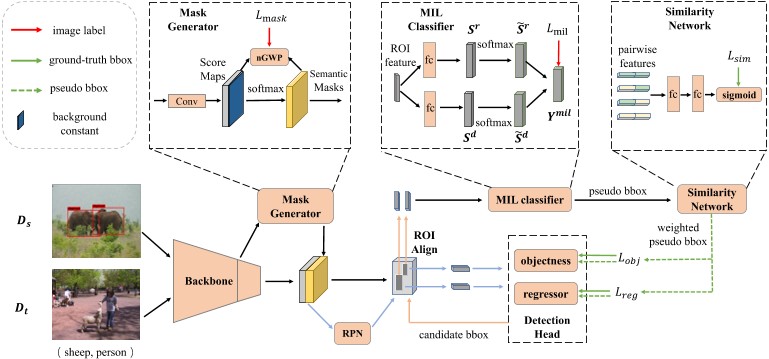 image label
ground-truth bbox
pseudo bbox
background
constant
Mask
Generator
L_mask
nGWP
Score
Maps
softmax
Semantic
Masks
Conv
MIL
Classifier
ROI
feature
fc
fc
S^r
softmax
S̃^r
S^d
softmax
S̃^d
L_mil
Y^mil
Similarity
Network
pairwise
features
fc
fc
L_sim
sigmoid
D_s
D_t
( sheep, person )
Backbone
Mask
Generator
RPN
ROI
Align
candidate bbox
MIL classifier
pseudo bbox
Similarity
Network
weighted
pseudo bbox
objectness
L_obj
regressor
L_reg
Detection
Head